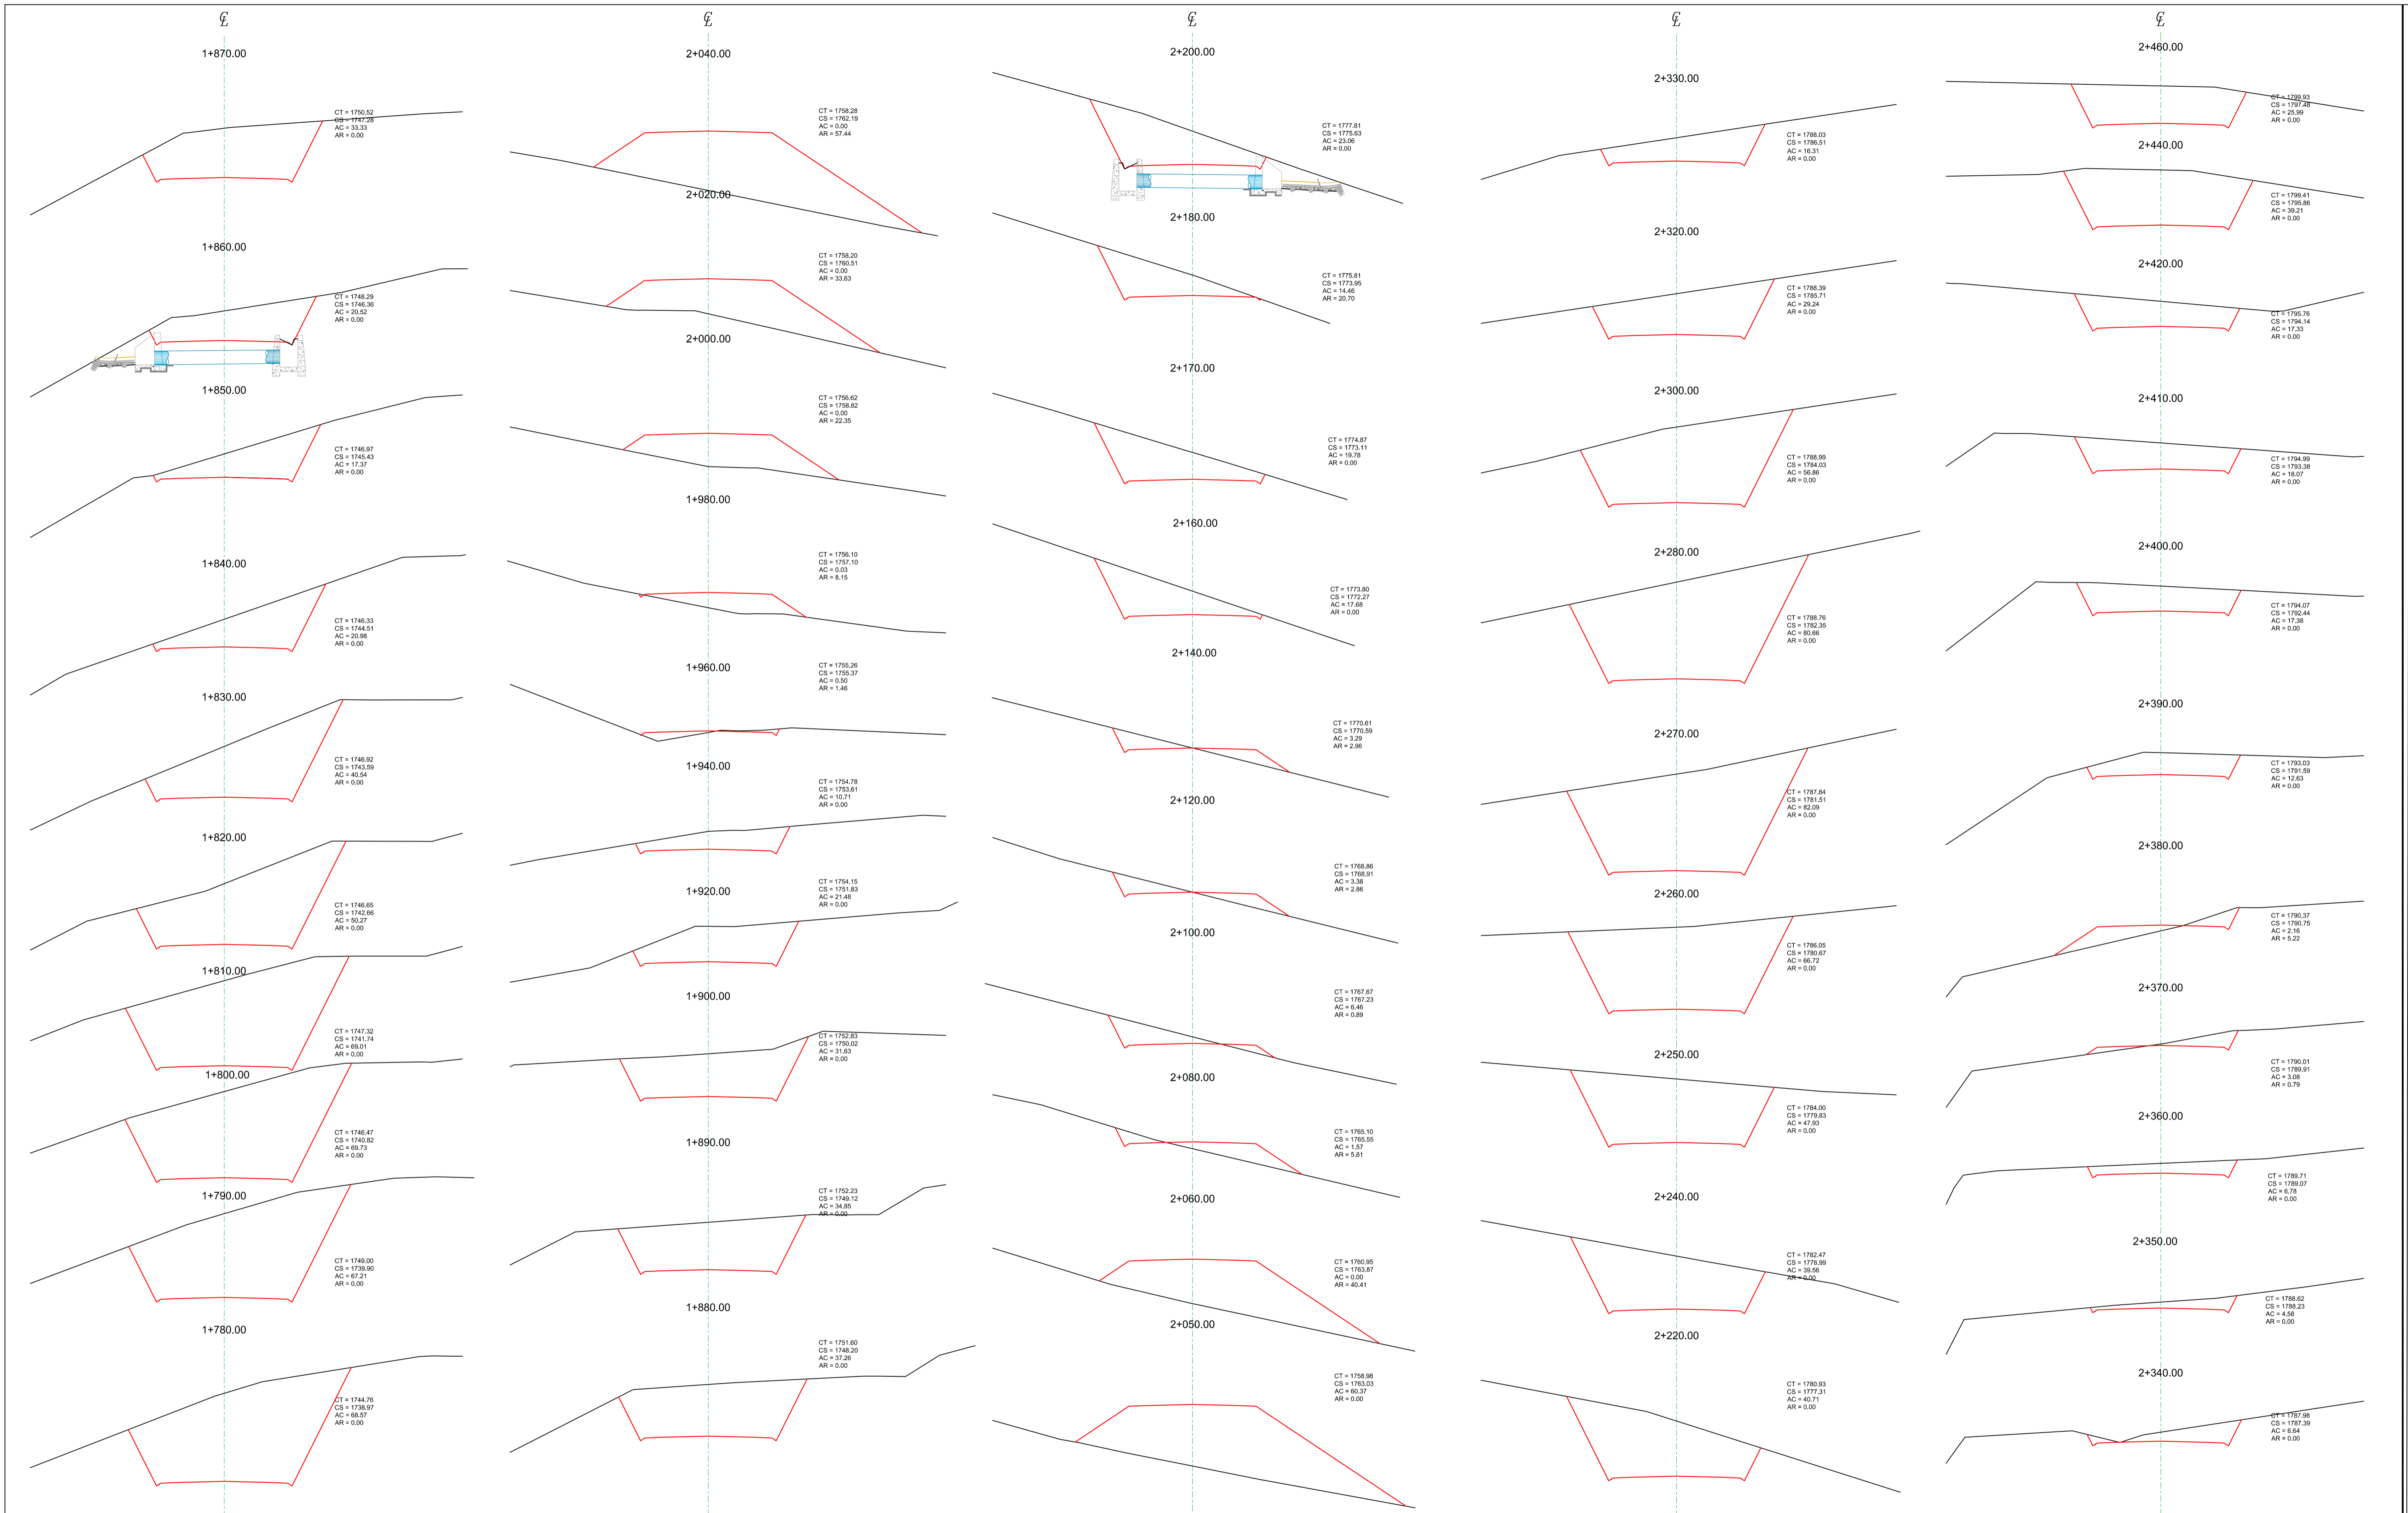 ℄
1+870.00
CT = 1750.52
CS = 1747.28
AC = 33.33
AR = 0.00
1+860.00
CT = 1748.29
CS = 1746.36
AC = 20.52
AR = 0.00
1+850.00
CT = 1746.97
CS = 1745.43
AC = 17.37
AR = 0.00
1+840.00
CT = 1746.33
CS = 1744.51
AC = 20.98
AR = 0.00
1+830.00
CT = 1746.92
CS = 1743.59
AC = 40.54
AR = 0.00
1+820.00
CT = 1746.65
CS = 1742.66
AC = 50.27
AR = 0.00
1+810.00
CT = 1747.32
CS = 1741.74
AC = 69.01
AR = 0.00
1+800.00
CT = 1746.47
CS = 1740.82
AC = 69.73
AR = 0.00
1+790.00
CT = 1749.00
CS = 1739.90
AC = 67.21
AR = 0.00
1+780.00
CT = 1744.76
CS = 1738.97
AC = 68.57
AR = 0.00
℄
2+040.00
CT = 1758.28
CS = 1762.19
AC = 0.00
AR = 57.44
2+020.00
CT = 1758.20
CS = 1760.51
AC = 0.00
AR = 33.63
2+000.00
CT = 1756.62
CS = 1758.82
AC = 0.00
AR = 22.35
1+980.00
CT = 1756.10
CS = 1757.10
AC = 0.03
AR = 8.15
1+960.00
CT = 1755.26
CS = 1755.37
AC = 0.50
AR = 1.46
1+940.00
CT = 1754.78
CS = 1753.61
AC = 10.71
AR = 0.00
1+920.00
CT = 1754.15
CS = 1751.83
AC = 21.48
AR = 0.00
1+900.00
CT = 1752.83
CS = 1750.02
AC = 31.63
AR = 0.00
1+890.00
CT = 1752.23
CS = 1749.12
AC = 34.85
AR = 0.00
1+880.00
CT = 1751.60
CS = 1748.20
AC = 37.26
AR = 0.00
℄
2+200.00
CT = 1777.81
CS = 1775.63
AC = 23.06
AR = 0.00
2+180.00
CT = 1775.81
CS = 1773.95
AC = 14.46
AR = 20.70
2+170.00
CT = 1774.87
CS = 1773.11
AC = 19.78
AR = 0.00
2+160.00
CT = 1773.80
CS = 1772.27
AC = 17.68
AR = 0.00
2+140.00
CT = 1770.61
CS = 1770.59
AC = 3.29
AR = 2.96
2+120.00
CT = 1768.86
CS = 1768.91
AC = 3.38
AR = 2.86
2+100.00
CT = 1767.67
CS = 1767.23
AC = 6.46
AR = 0.89
2+080.00
CT = 1765.10
CS = 1765.55
AC = 1.57
AR = 5.81
2+060.00
CT = 1760.95
CS = 1763.87
AC = 0.00
AR = 40.41
2+050.00
CT = 1758.98
CS = 1763.03
AC = 60.37
AR = 0.00
℄
2+330.00
CT = 1788.03
CS = 1786.51
AC = 16.31
AR = 0.00
2+320.00
CT = 1788.39
CS = 1785.71
AC = 29.24
AR = 0.00
2+300.00
CT = 1788.99
CS = 1784.03
AC = 56.86
AR = 0.00
2+280.00
CT = 1788.76
CS = 1782.35
AC = 80.66
AR = 0.00
2+270.00
CT = 1787.84
CS = 1781.51
AC = 82.09
AR = 0.00
2+260.00
CT = 1786.05
CS = 1780.67
AC = 66.72
AR = 0.00
2+250.00
CT = 1784.00
CS = 1779.83
AC = 47.93
AR = 0.00
2+240.00
CT = 1782.47
CS = 1778.99
AC = 39.56
AR = 0.00
2+220.00
CT = 1780.93
CS = 1777.31
AC = 40.71
AR = 0.00
℄
2+460.00
CT = 1799.93
CS = 1797.48
AC = 25.99
AR = 0.00
2+440.00
CT = 1799.41
CS = 1795.86
AC = 39.21
AR = 0.00
2+420.00
CT = 1795.76
CS = 1794.14
AC = 17.33
AR = 0.00
2+410.00
CT = 1794.99
CS = 1793.38
AC = 18.07
AR = 0.00
2+400.00
CT = 1794.07
CS = 1792.44
AC = 17.38
AR = 0.00
2+390.00
CT = 1793.03
CS = 1791.59
AC = 12.63
AR = 0.00
2+380.00
CT = 1790.37
CS = 1790.75
AC = 2.16
AR = 5.22
2+370.00
CT = 1790.01
CS = 1789.91
AC = 3.08
AR = 0.79
2+360.00
CT = 1789.71
CS = 1789.07
AC = 6.78
AR = 0.00
2+350.00
CT = 1788.62
CS = 1788.23
AC = 4.58
AR = 0.00
2+340.00
CT = 1787.98
CS = 1787.39
AC = 6.64
AR = 0.00